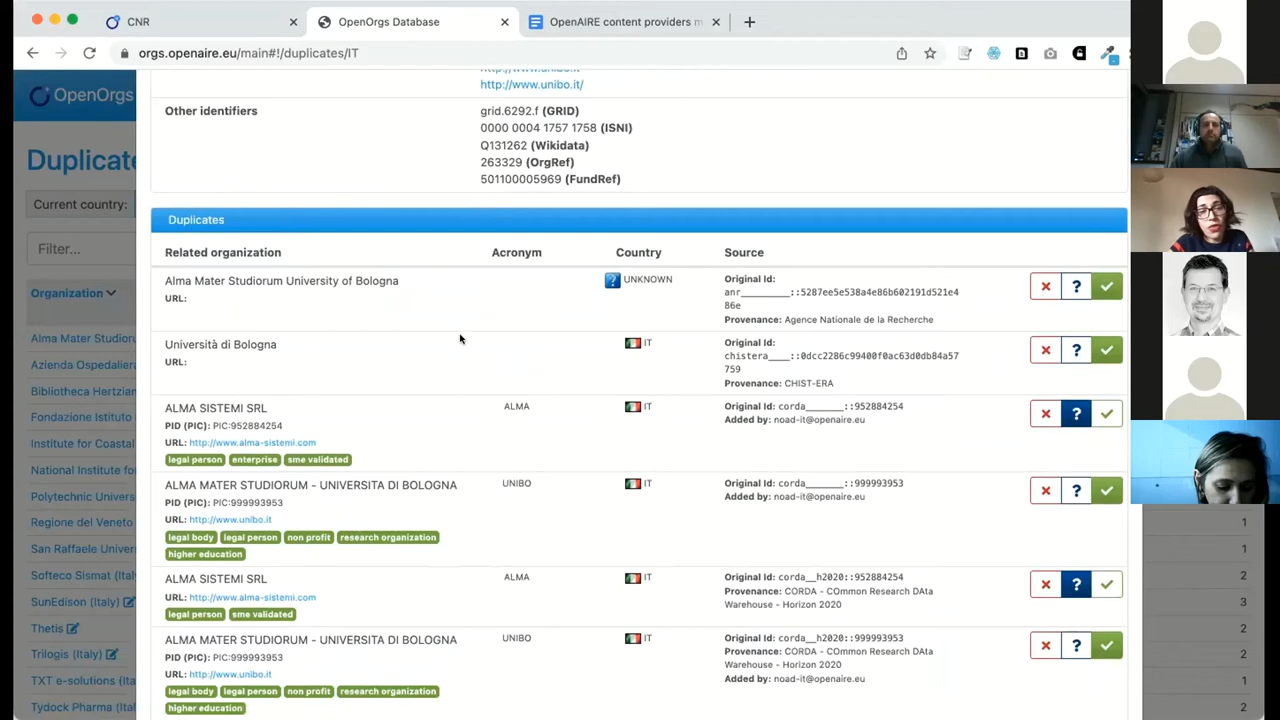 CNR
OpenOrgs Database
OpenAIRE content providers m
orgs.openaire.eu/main#!/duplicates/IT
OpenOrgs
http://www.unibo.it/
Other identifiers
grid.6292.f (GRID)
0000 0004 1757 1758 (ISNI)
Q131262 (Wikidata)
263329 (OrgRef)
501100005969 (FundRef)
Duplicate
Current country:
Filter...
Organization
Alma Mater Studioru
Azienda Ospedaliera
Bibliotheca Hertzian
Fondazione Istituto
Institute for Coastal
National Institute fo
Polytechnic Univers
Regione del Veneto
San Raffaele Univers
Softeco Sismat (Ital
SunEdison (Italy)
Thetis
Trilogis (Italy)
TXT e-solutions (Ital
Tydock Pharma (Ital
Duplicates
Related organization Acronym Country Source
Alma Mater Studiorum University of Bologna
URL:
? UNKNOWN
Original Id:
anr_________::5287ee5e538a4e86b602191d521e4
86e
Provenance: Agence Nationale de la Recherche
?
Università di Bologna
URL:
IT
Original Id:
chistera____::0dcc2286c99400f0ac63d0db84a57
759
Provenance: CHIST-ERA
?
ALMA SISTEMI SRL
PID (PIC): PIC:952884254
URL: http://www.alma-sistemi.com
legal person enterprise sme validated
ALMA
IT
Original Id: corda_______::952884254
Added by: noad-it@openaire.eu
?
ALMA MATER STUDIORUM - UNIVERSITA DI BOLOGNA
PID (PIC): PIC:999993953
URL: http://www.unibo.it
legal body legal person non profit research organization
higher education
UNIBO
IT
Original Id: corda_______::999993953
Added by: noad-it@openaire.eu
?
ALMA SISTEMI SRL
URL: http://www.alma-sistemi.com
legal person sme validated
ALMA
IT
Original Id: corda__h2020::952884254
Provenance: CORDA - COmmon Research DAta
Warehouse - Horizon 2020
?
ALMA MATER STUDIORUM - UNIVERSITA DI BOLOGNA
PID (PIC): PIC:999993953
URL: http://www.unibo.it
legal body legal person non profit research organization
higher education
UNIBO
IT
Original Id: corda__h2020::999993953
Provenance: CORDA - COmmon Research DAta
Warehouse - Horizon 2020
Added by: noad-it@openaire.eu
?
1
1
2
3
2
2
2
2